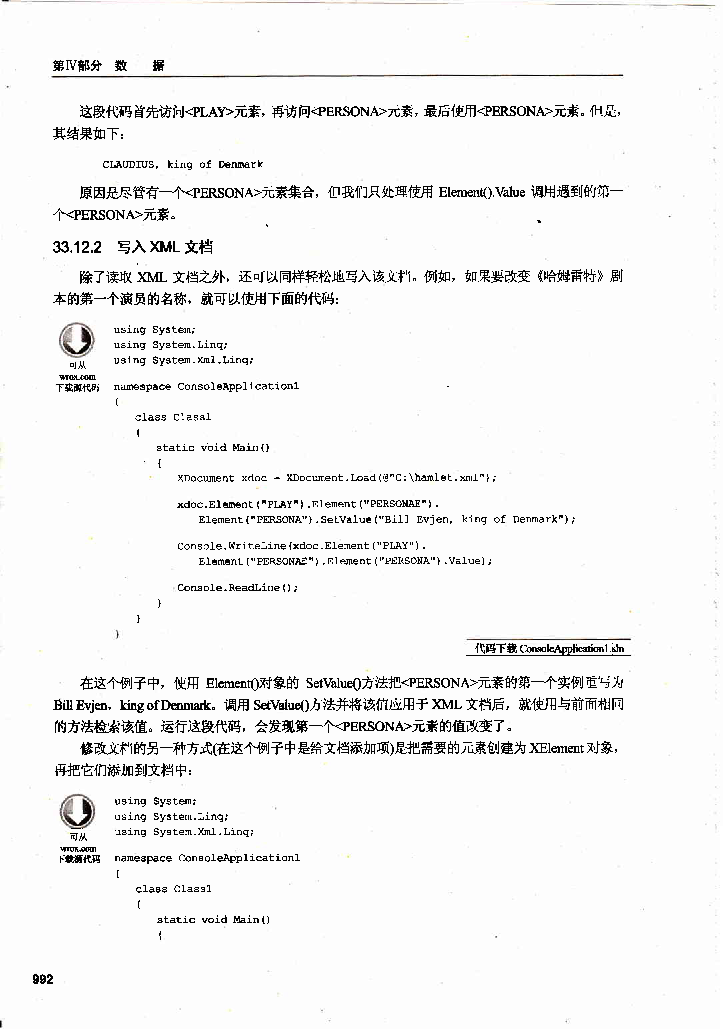 第Ⅳ部分 数 据
这段代码首先访问<PLAY>元素，再访问<PERSONA>元素，最后使用<PERSONA>元素。但是，
其结果如下：
CLAUDIUS, king of Denmark
原因是尽管有一个<PERSONA>元素集合，但我们只处理使用 Element().Value 调用遇到的第一
个<PERSONA>元素。
33.12.2 写入 XML 文档
除了读取 XML 文档之外，还可以同样轻松地写入该文档。例如，如果要改变《哈姆雷特》剧
本的第一个演员的名称，就可以使用下面的代码：
可从
wrox.com
下载源代码
using System;
using System.Linq;
using System.Xml.Linq;
namespace ConsoleApplication1
{
class Class1
{
static void Main()
{
XDocument xdoc = XDocument.Load(@"C:\hamlet.xml");
xdoc.Element("PLAY").Element("PERSONAE").
Element("PERSONA").SetValue("Bill Evjen, king of Denmark");
Console.WriteLine(xdoc.Element("PLAY").
Element("PERSONAE").Element("PERSONA").Value);
Console.ReadLine();
}
}
}
代码下载 ConsoleApplication1.sln
在这个例子中，使用 Element()对象的 SetValue()方法把<PERSONA>元素的第一个实例重写为
Bill Evjen，king of Denmark。调用 SetValue()方法并将该值应用于 XML 文档后，就使用与前面相同
的方法检索该值。运行这段代码，会发现第一个<PERSONA>元素的值改变了。
修改文档的另一种方式(在这个例子中是给文档添加项)是把需要的元素创建为 XElement 对象，
再把它们添加到文档中：
可从
wrox.com
下载源代码
using System;
using System.Linq;
using System.Xml.Linq;
namespace ConsoleApplication1
{
class Class1
{
static void Main()
{
992